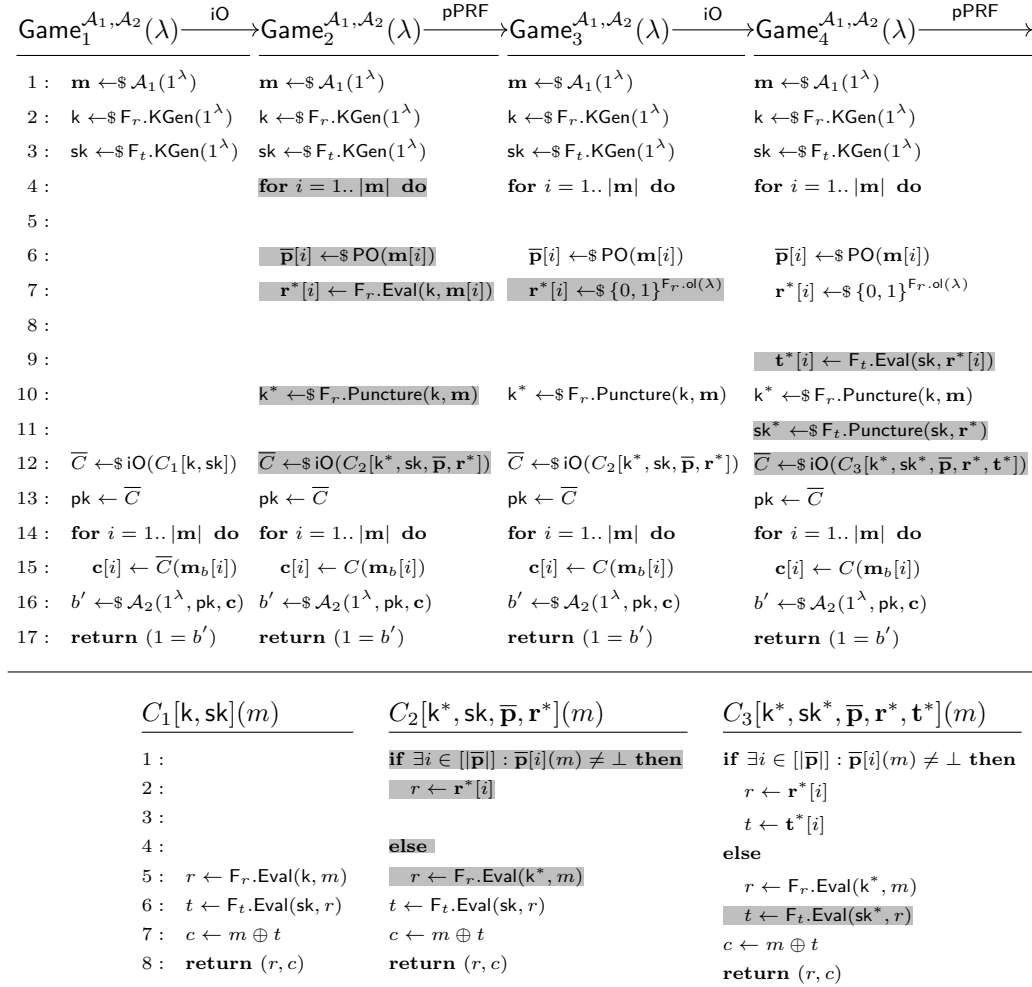 Game₁^{𝒜₁,𝒜₂}(λ) —iO→ Game₂^{𝒜₁,𝒜₂}(λ) —pPRF→ Game₃^{𝒜₁,𝒜₂}(λ) —iO→ Game₄^{𝒜₁,𝒜₂}(λ) —pPRF→
1 : m ←$ 𝒜₁(1^λ) m ←$ 𝒜₁(1^λ) m ←$ 𝒜₁(1^λ) m ←$ 𝒜₁(1^λ)
2 : k ←$ F_r.KGen(1^λ) k ←$ F_r.KGen(1^λ) k ←$ F_r.KGen(1^λ) k ←$ F_r.KGen(1^λ)
3 : sk ←$ F_t.KGen(1^λ) sk ←$ F_t.KGen(1^λ) sk ←$ F_t.KGen(1^λ) sk ←$ F_t.KGen(1^λ)
4 : for i = 1.. |m| do for i = 1.. |m| do for i = 1.. |m| do
5 :
6 : p̄[i] ←$ PO(m[i]) p̄[i] ←$ PO(m[i]) p̄[i] ←$ PO(m[i])
7 : r*[i] ← F_r.Eval(k, m[i]) r*[i] ←$ {0, 1}^{F_r.ol(λ)} r*[i] ←$ {0, 1}^{F_r.ol(λ)}
8 :
9 : t*[i] ← F_t.Eval(sk, r*[i])
10 : k* ←$ F_r.Puncture(k, m) k* ←$ F_r.Puncture(k, m) k* ←$ F_r.Puncture(k, m)
11 : sk* ←$ F_t.Puncture(sk, r*)
12 : C̄ ←$ iO(C₁[k, sk]) C̄ ←$ iO(C₂[k*, sk, p̄, r*]) C̄ ←$ iO(C₂[k*, sk, p̄, r*]) C̄ ←$ iO(C₃[k*, sk*, p̄, r*, t*])
13 : pk ← C̄ pk ← C̄ pk ← C̄ pk ← C̄
14 : for i = 1.. |m| do for i = 1.. |m| do for i = 1.. |m| do for i = 1.. |m| do
15 : c[i] ← C̄(m_b[i]) c[i] ← C(m_b[i]) c[i] ← C(m_b[i]) c[i] ← C(m_b[i])
16 : b′ ←$ 𝒜₂(1^λ, pk, c) b′ ←$ 𝒜₂(1^λ, pk, c) b′ ←$ 𝒜₂(1^λ, pk, c) b′ ←$ 𝒜₂(1^λ, pk, c)
17 : return (1 = b′) return (1 = b′) return (1 = b′) return (1 = b′)
C₁[k, sk](m) C₂[k*, sk, p̄, r*](m) C₃[k*, sk*, p̄, r*, t*](m)
1 : if ∃i ∈ [|p̄|] : p̄[i](m) ≠ ⊥ then if ∃i ∈ [|p̄|] : p̄[i](m) ≠ ⊥ then
2 : r ← r*[i] r ← r*[i]
3 : t ← t*[i]
4 : else else
5 : r ← F_r.Eval(k, m) r ← F_r.Eval(k*, m) r ← F_r.Eval(k*, m)
6 : t ← F_t.Eval(sk, r) t ← F_t.Eval(sk, r) t ← F_t.Eval(sk*, r)
7 : c ← m ⊕ t c ← m ⊕ t c ← m ⊕ t
8 : return (r, c) return (r, c) return (r, c)